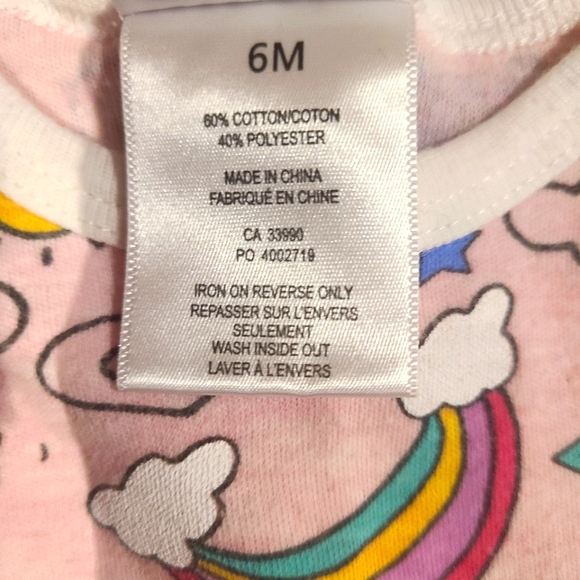 6M
60% COTTON/COTON
40% POLYESTER
MADE IN CHINA
FABRIQUÉ EN CHINE
CA 33990
PO 4002719
IRON ON REVERSE ONLY
REPASSER SUR L'ENVERS
SEULEMENT
WASH INSIDE OUT
LAVER À L'ENVERS